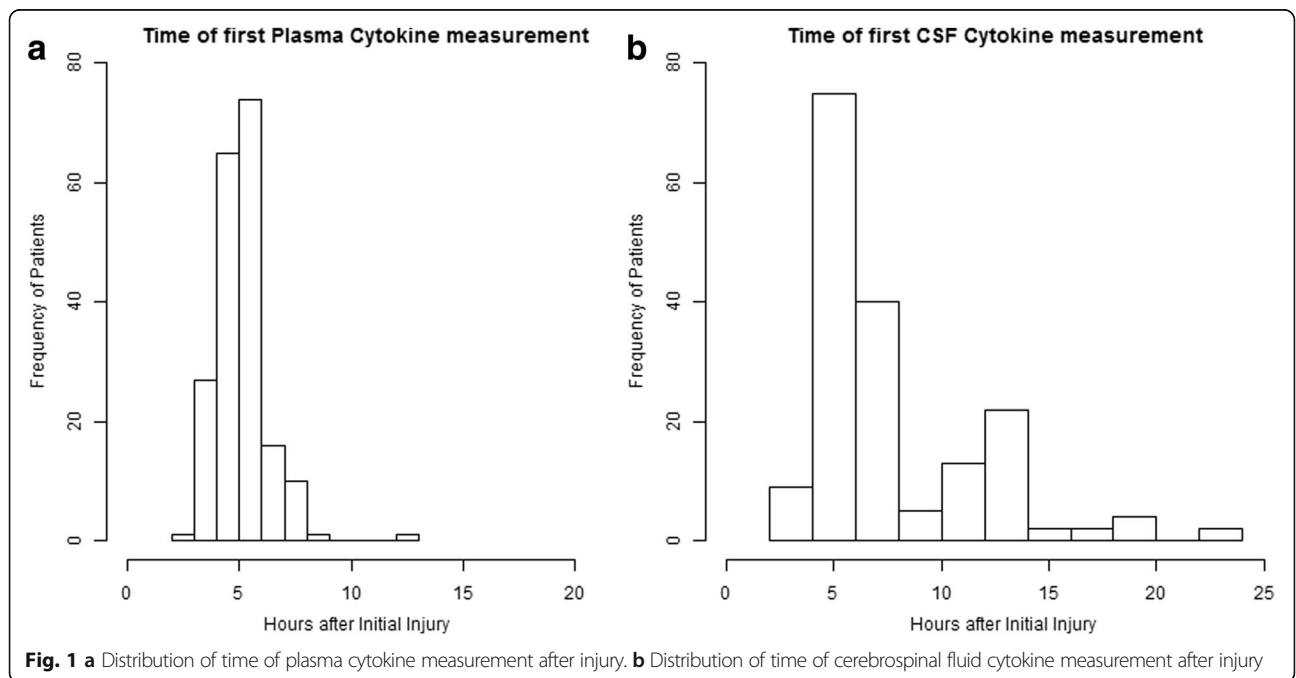 a
Time of first Plasma Cytokine measurement
80
60
40
20
0
Frequency of Patients
0 5 10 15 20
Hours after Initial Injury
b
Time of first CSF Cytokine measurement
80
60
40
20
0
Frequency of Patients
0 5 10 15 20 25
Hours after Initial Injury
Fig. 1 a Distribution of time of plasma cytokine measurement after injury. b Distribution of time of cerebrospinal fluid cytokine measurement after injury